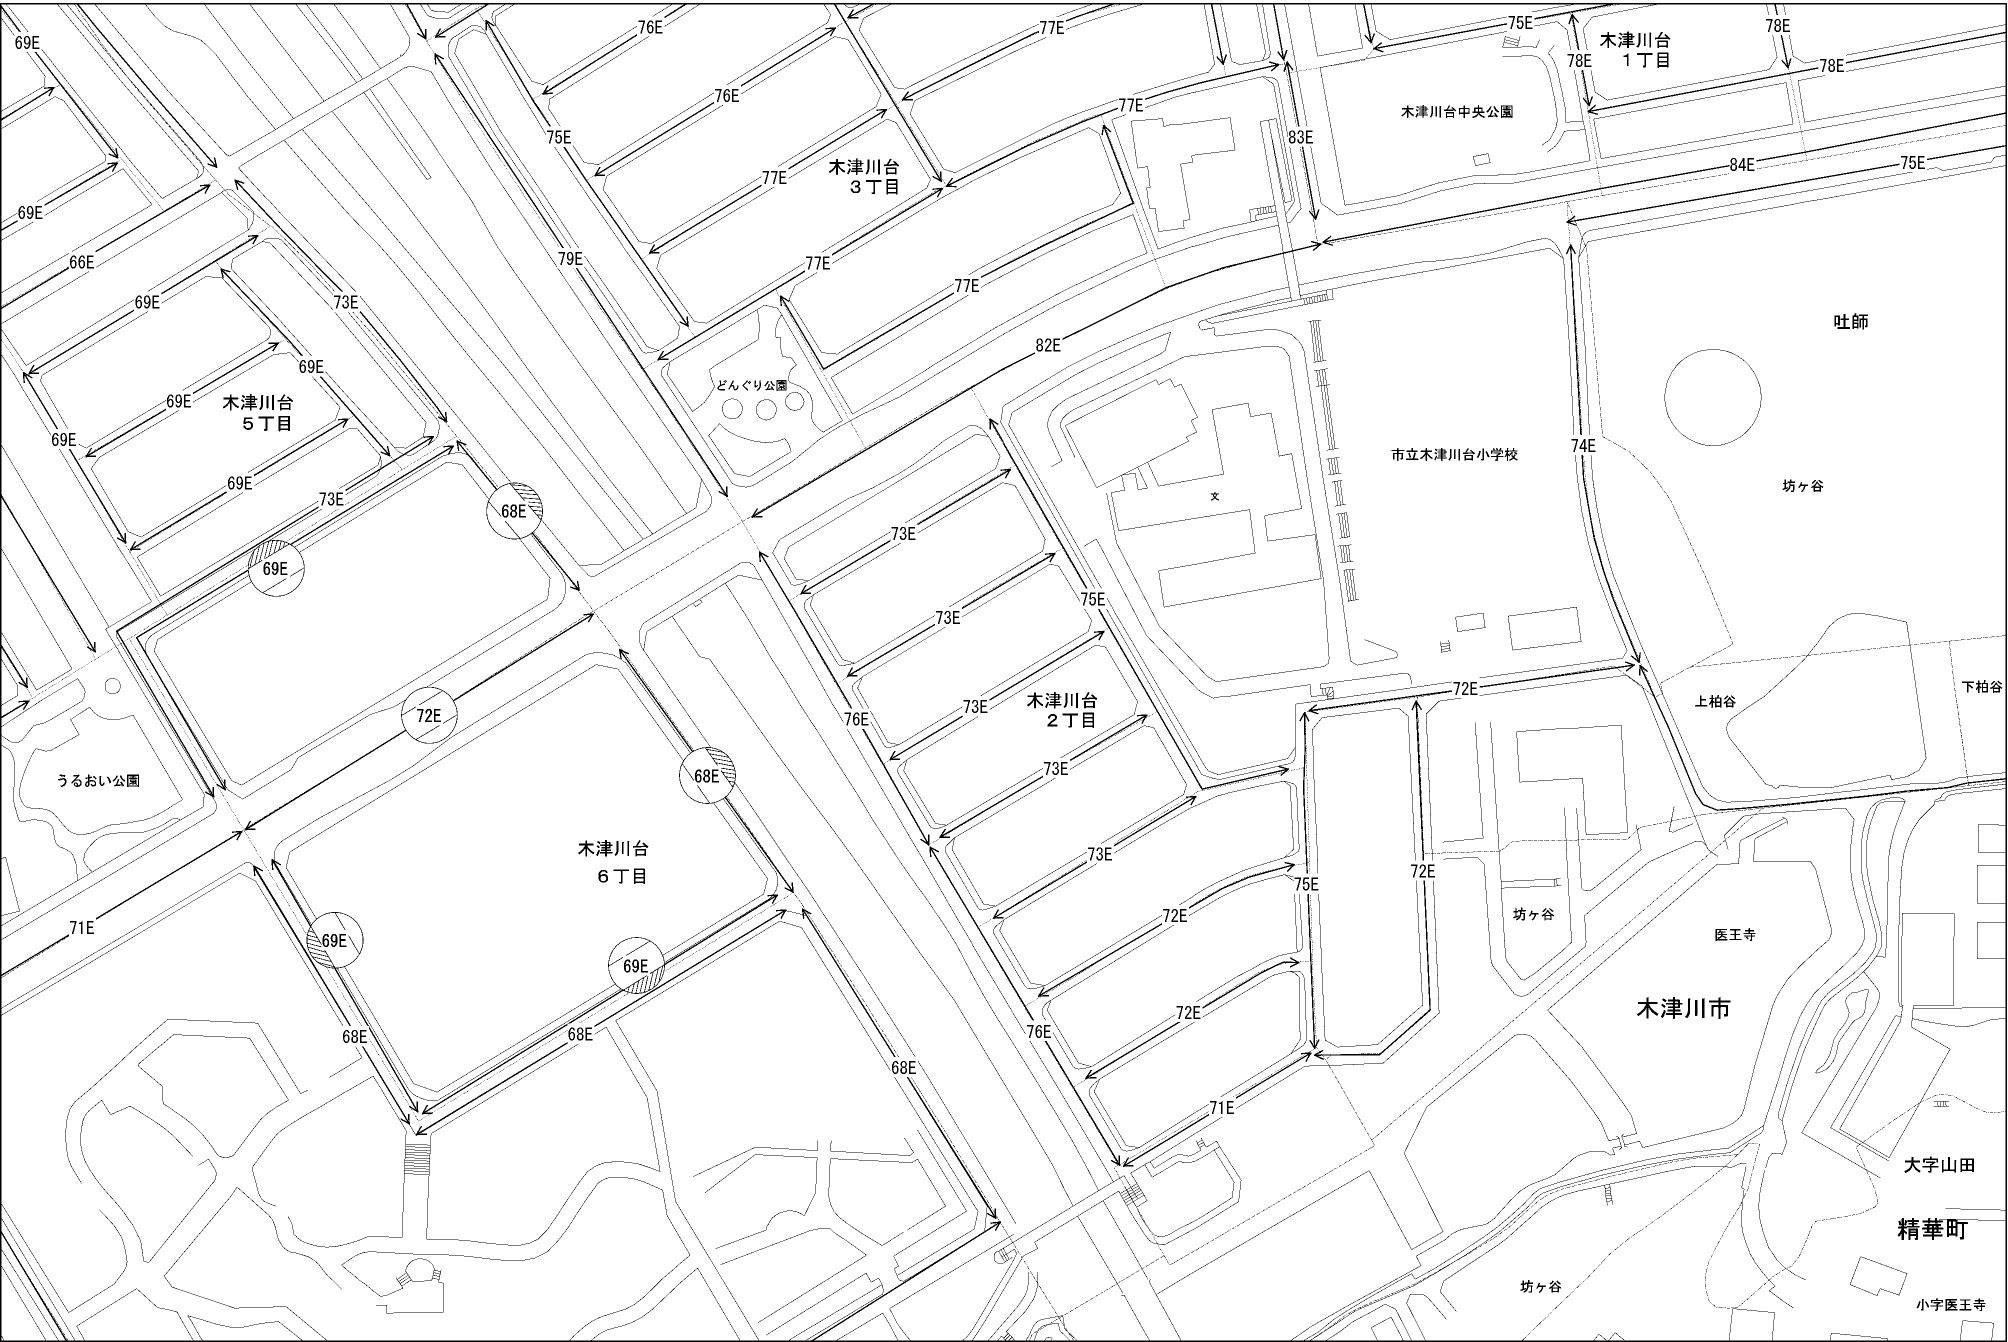 69E
76E
77E
75E
78E
木津川台
１丁目
78E
78E
76E
77E
木津川台中央公園
75E
83E
木津川台
３丁目
77E
84E
75E
69E
66E
79E
77E
77E
69E
73E
吐師
82E
69E
木津川台
５丁目
69E
どんぐり公園
69E
74E
市立木津川台小学校
文
坊ヶ谷
69E
73E
68E
73E
69E
73E
75E
72E
木津川台
２丁目
73E
76E
72E
上柏谷
下柏谷
うるおい公園
68E
73E
木津川台
６丁目
73E
75E
72E
71E
72E
坊ヶ谷
医王寺
69E
69E
木津川市
68E
68E
76E
72E
68E
71E
大字山田
精華町
坊ヶ谷
小字医王寺